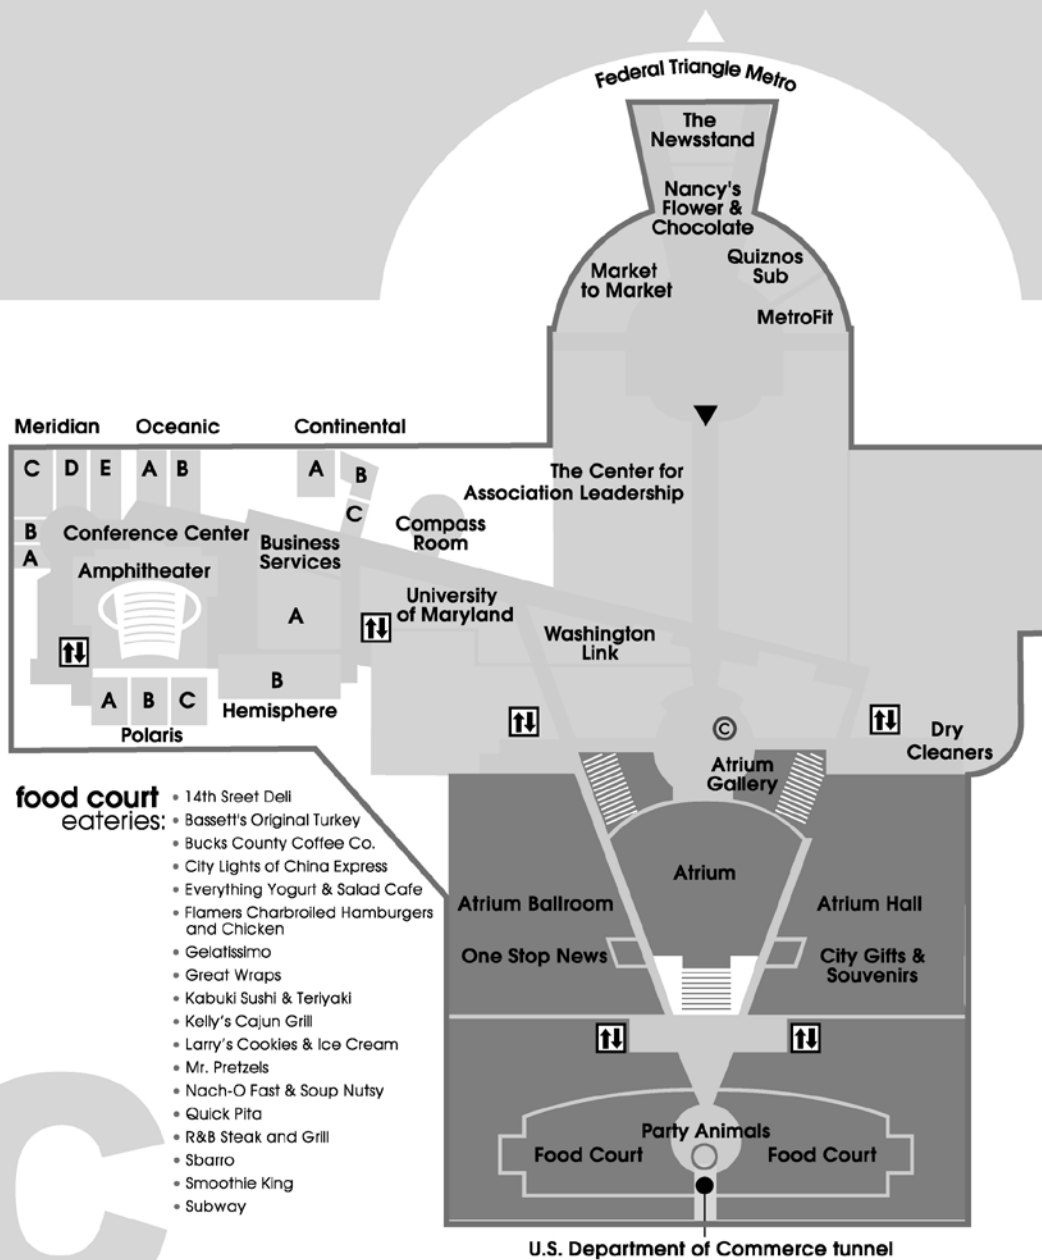 Federal Triangle Metro
The
Newsstand
Nancy's
Flower &
Chocolate
Quiznos
Sub
Market
to Market
MetroFit
Meridian
Oceanic
Continental
C
D
E
A
B
A
B
C
B
A
The Center for
Association Leadership
Compass
Room
Conference Center
Business
Services
Amphitheater
University
of Maryland
A
Washington
Link
B
A
B
C
Hemisphere
Polaris
C
Dry
Cleaners
Atrium
Gallery
food court
eateries:
• 14th Sreet Deli
• Bassett's Original Turkey
• Bucks County Coffee Co.
• City Lights of China Express
• Everything Yogurt & Salad Cafe
• Flamers Charbroiled Hamburgers
and Chicken
• Gelatissimo
• Great Wraps
• Kabuki Sushi & Teriyaki
• Kelly's Cajun Grill
• Larry's Cookies & Ice Cream
• Mr. Pretzels
• Nach-O Fast & Soup Nutsy
• Quick Pita
• R&B Steak and Grill
• Sbarro
• Smoothie King
• Subway
Atrium
Atrium Ballroom
Atrium Hall
One Stop News
City Gifts &
Souvenirs
Party Animals
Food Court
Food Court
U.S. Department of Commerce tunnel
C